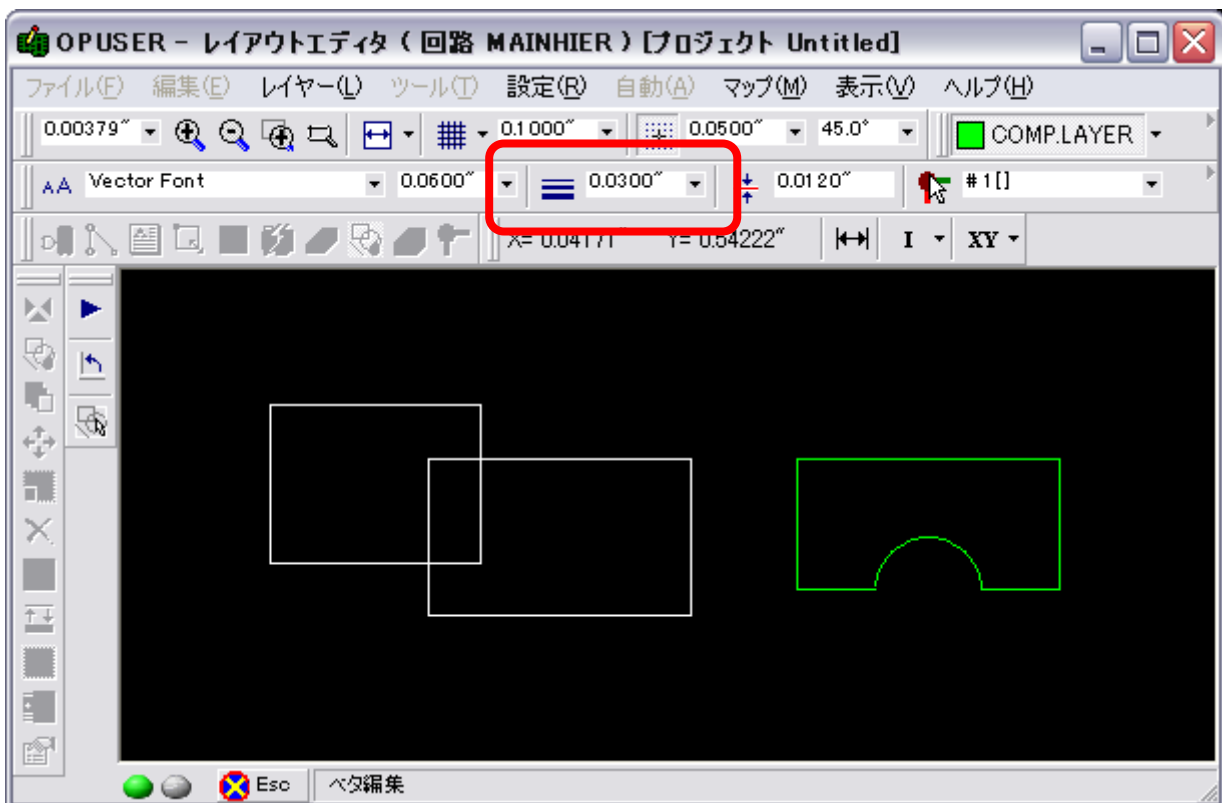 OPUSER - レイアウトエディタ ( 回路 MAINHIER ) [プロジェクト Untitled]
ファイル(F) 編集(E) レイヤー(L) ツール(T) 設定(R) 自動(A) マップ(M) 表示(V) ヘルプ(H)
0.00379" 0.1000" 0.0500" 45.0° COMP.LAYER
AA Vector Font 0.0600" 0.0300" 0.0120" #1[]
X= 0.04171" Y= 0.54222" I XY
Esc ベタ編集